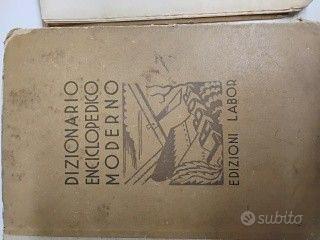 DIZIONARIO
ENCICLOPEDICO
MODERNO
EDIZIONI LABOR
subito